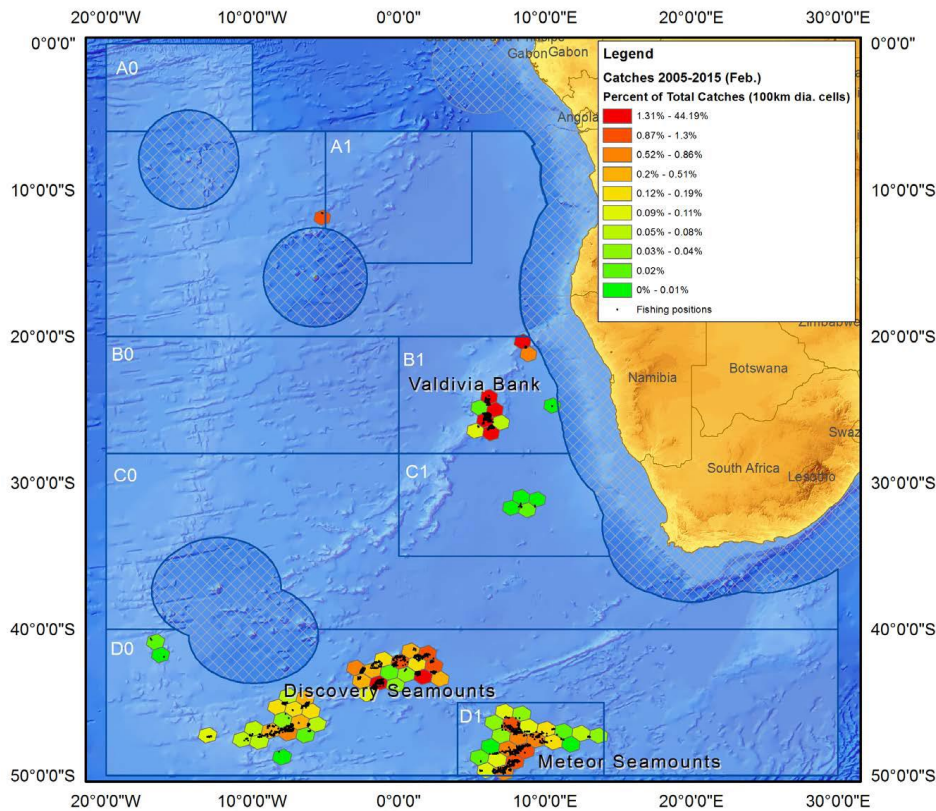 20°0'0"W 10°0'0"W 0°0'0" 10°0'0"E 20°0'0"E 30°0'0"E
0°0'0" 0°0'0"
Gabon Gabon
A0
Angola
A1
10°0'0"S 10°0'0"S
20°0'0"S 20°0'0"S
Legend
Catches 2005-2015 (Feb.)
Percent of Total Catches (100km dia. cells)
1.31% - 44.19%
0.87% - 1.3%
0.52% - 0.86%
0.2% - 0.51%
0.12% - 0.19%
0.09% - 0.11%
0.05% - 0.08%
0.03% - 0.04%
0.02%
0% - 0.01%
Fishing positions
B0 B1
Valdivia Bank
Namibia Botswana
Swaz
South Africa Lesotho
C0 C1
30°0'0"S 30°0'0"S
40°0'0"S 40°0'0"S
D0
Discovery Seamounts
D1
Meteor Seamounts
50°0'0"S 50°0'0"S
20°0'0"W 10°0'0"W 0°0'0" 10°0'0"E 20°0'0"E 30°0'0"E